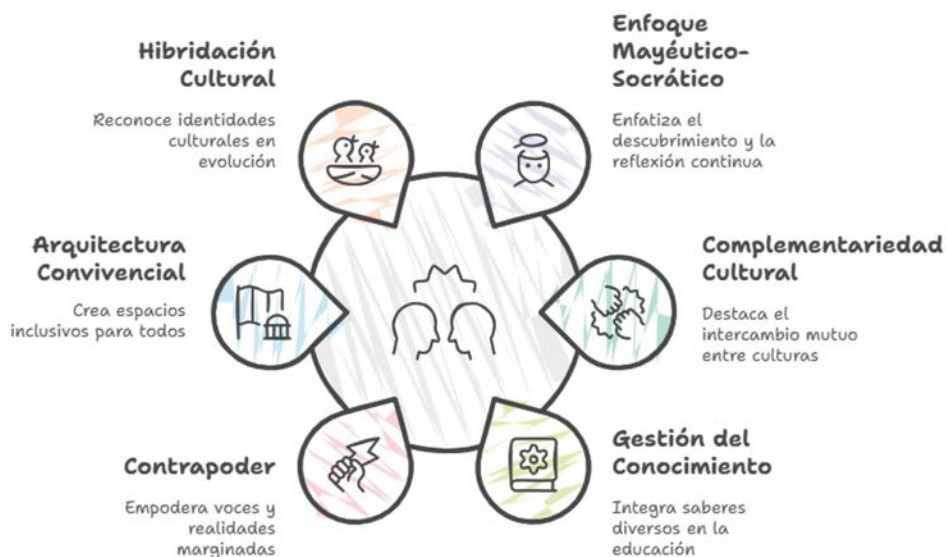 Hibridación
Cultural
Reconoce identidades
culturales en
evolución
Enfoque
Mayéutico-
Socrático
Enfatiza el
descubrimiento y la
reflexión continua
Arquitectura
Convivencial
Crea espacios
inclusivos para todos
Complementariedad
Cultural
Destaca el
intercambio mutuo
entre culturas
Contrapoder
Empodera voces y
realidades
marginadas
Gestión del
Conocimiento
Integra saberes
diversos en la
educación